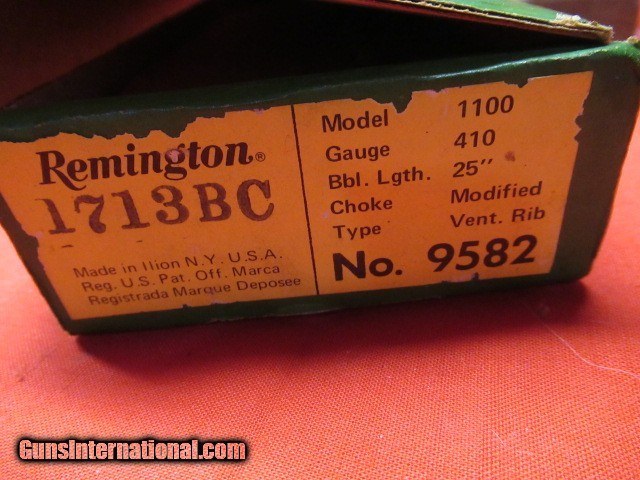 Remington®
1713BC
Made in Ilion N.Y. U.S.A.
Reg. U.S. Pat. Off. Marca
Registrada Marque Deposee
Model 1100
Gauge 410
Bbl. Lgth. 25"
Choke Modified
Type Vent. Rib
No. 9582
GunsInternational.com